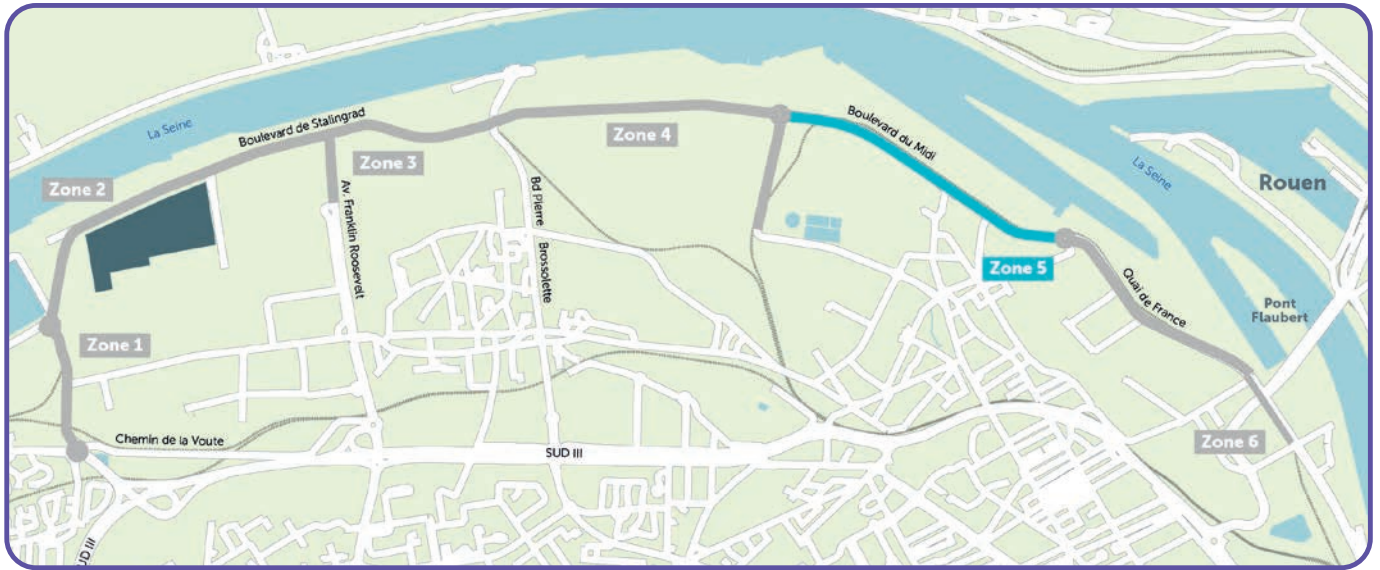 La Seine
Boulevard de Stalingrad
Zone 4
Boulevard du Midi
Zone 3
Zone 2
La Seine
Rouen
Av. Franklin Roosevelt
Bd Pierre
Brossolette
Zone 5
Quai de France
Pont
Flaubert
Zone 1
Chemin de la Voute
SUD III
Zone 6
UD III